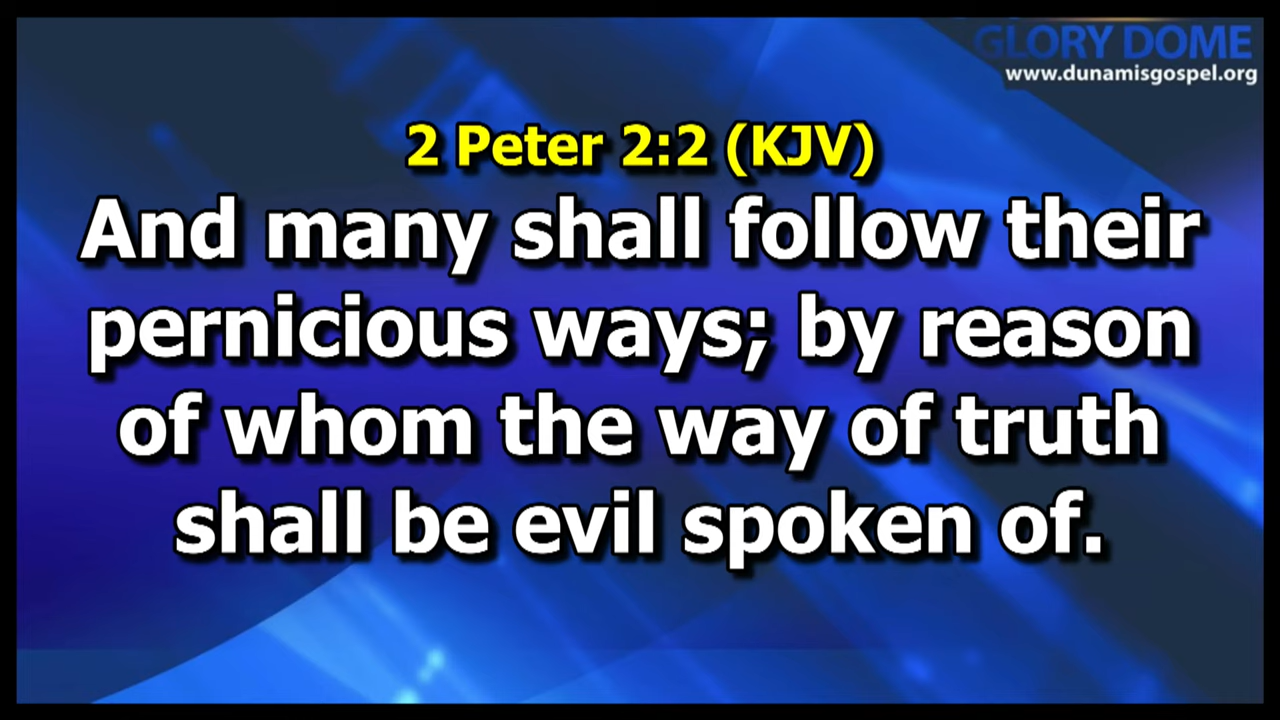 GLORY DOME
www.dunamisgospel.org
2 Peter 2:2 (KJV)
And many shall follow their
pernicious ways; by reason
of whom the way of truth
shall be evil spoken of.